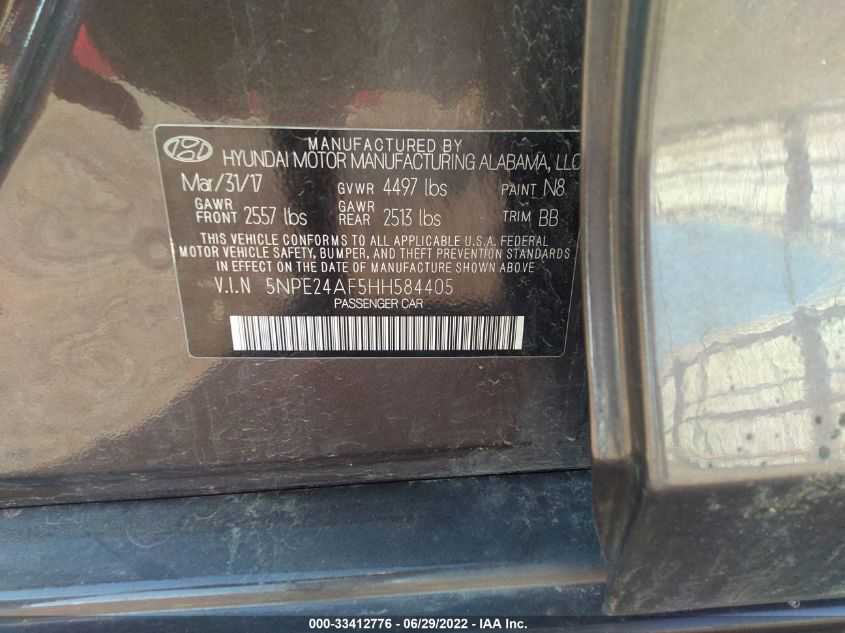 MANUFACTURED BY
HYUNDAI MOTOR MANUFACTURING ALABAMA, LLC
Mar/31/17 GVWR 4497 lbs PAINT N8
GAWR FRONT 2557 lbs GAWR REAR 2513 lbs TRIM BB
THIS VEHICLE CONFORMS TO ALL APPLICABLE U.S.A. FEDERAL
MOTOR VEHICLE SAFETY, BUMPER, AND THEFT PREVENTION STANDARDS
IN EFFECT ON THE DATE OF MANUFACTURE SHOWN ABOVE
V.I.N 5NPE24AF5HH584405
PASSENGER CAR
000-33412776 - 06/29/2022 - IAA Inc.